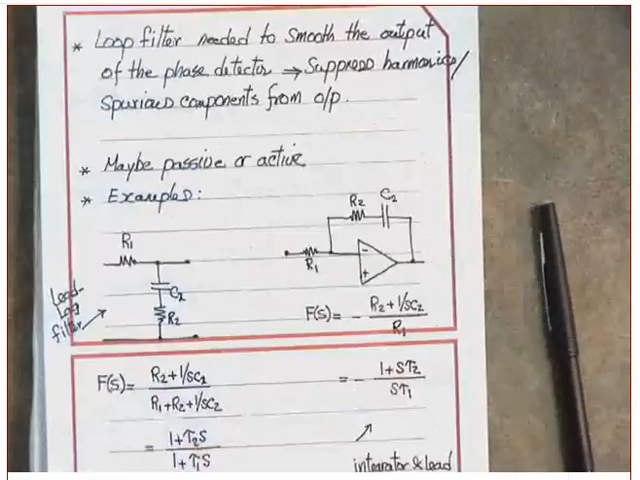 * Loop filter needed to smooth the output
of the phase detector → Suppress harmonics/
Spurious components from o/p.
* Maybe passive or active
* Examples:
R1
C2
R2
Lead-
Lag
filter
R2
C2
R1
-
+
F(s) = - R2+1/sC2
R1
F(s) = R2+1/sC2
R1+R2+1/sC2
= 1+T2S
1+T1S
= - 1+ST2
ST1
integrator & lead